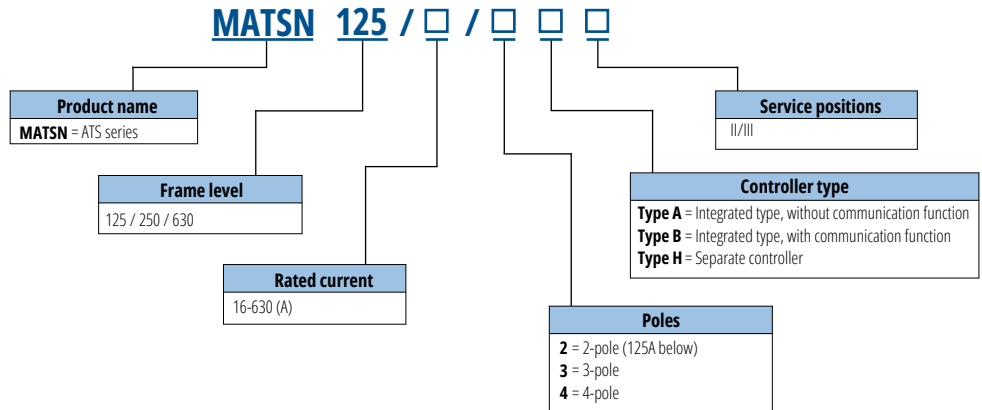 MATSN 125 / □ / □ □ □
Product name
MATSN = ATS series
Service positions
II/III
Frame level
125 / 250 / 630
Controller type
Type A = Integrated type, without communication function
Type B = Integrated type, with communication function
Type H = Separate controller
Rated current
16-630 (A)
Poles
2 = 2-pole (125A below)
3 = 3-pole
4 = 4-pole